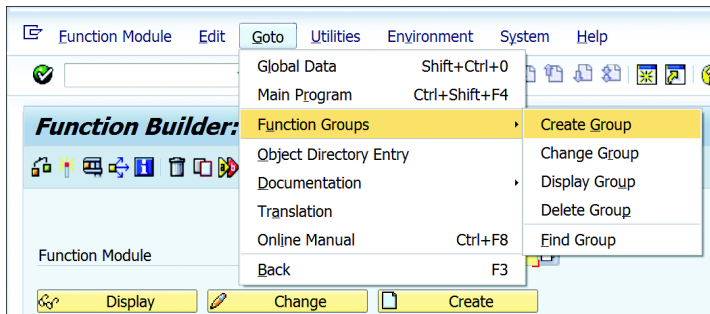 Function Module Edit Goto Utilities Environment System Help
Global Data Shift+Ctrl+0
Main Program Ctrl+Shift+F4
Function Builder:
Function Groups
Create Group
Object Directory Entry
Change Group
Documentation
Display Group
Translation
Delete Group
Online Manual Ctrl+F8
Find Group
Function Module
Back F3
Display Change Create